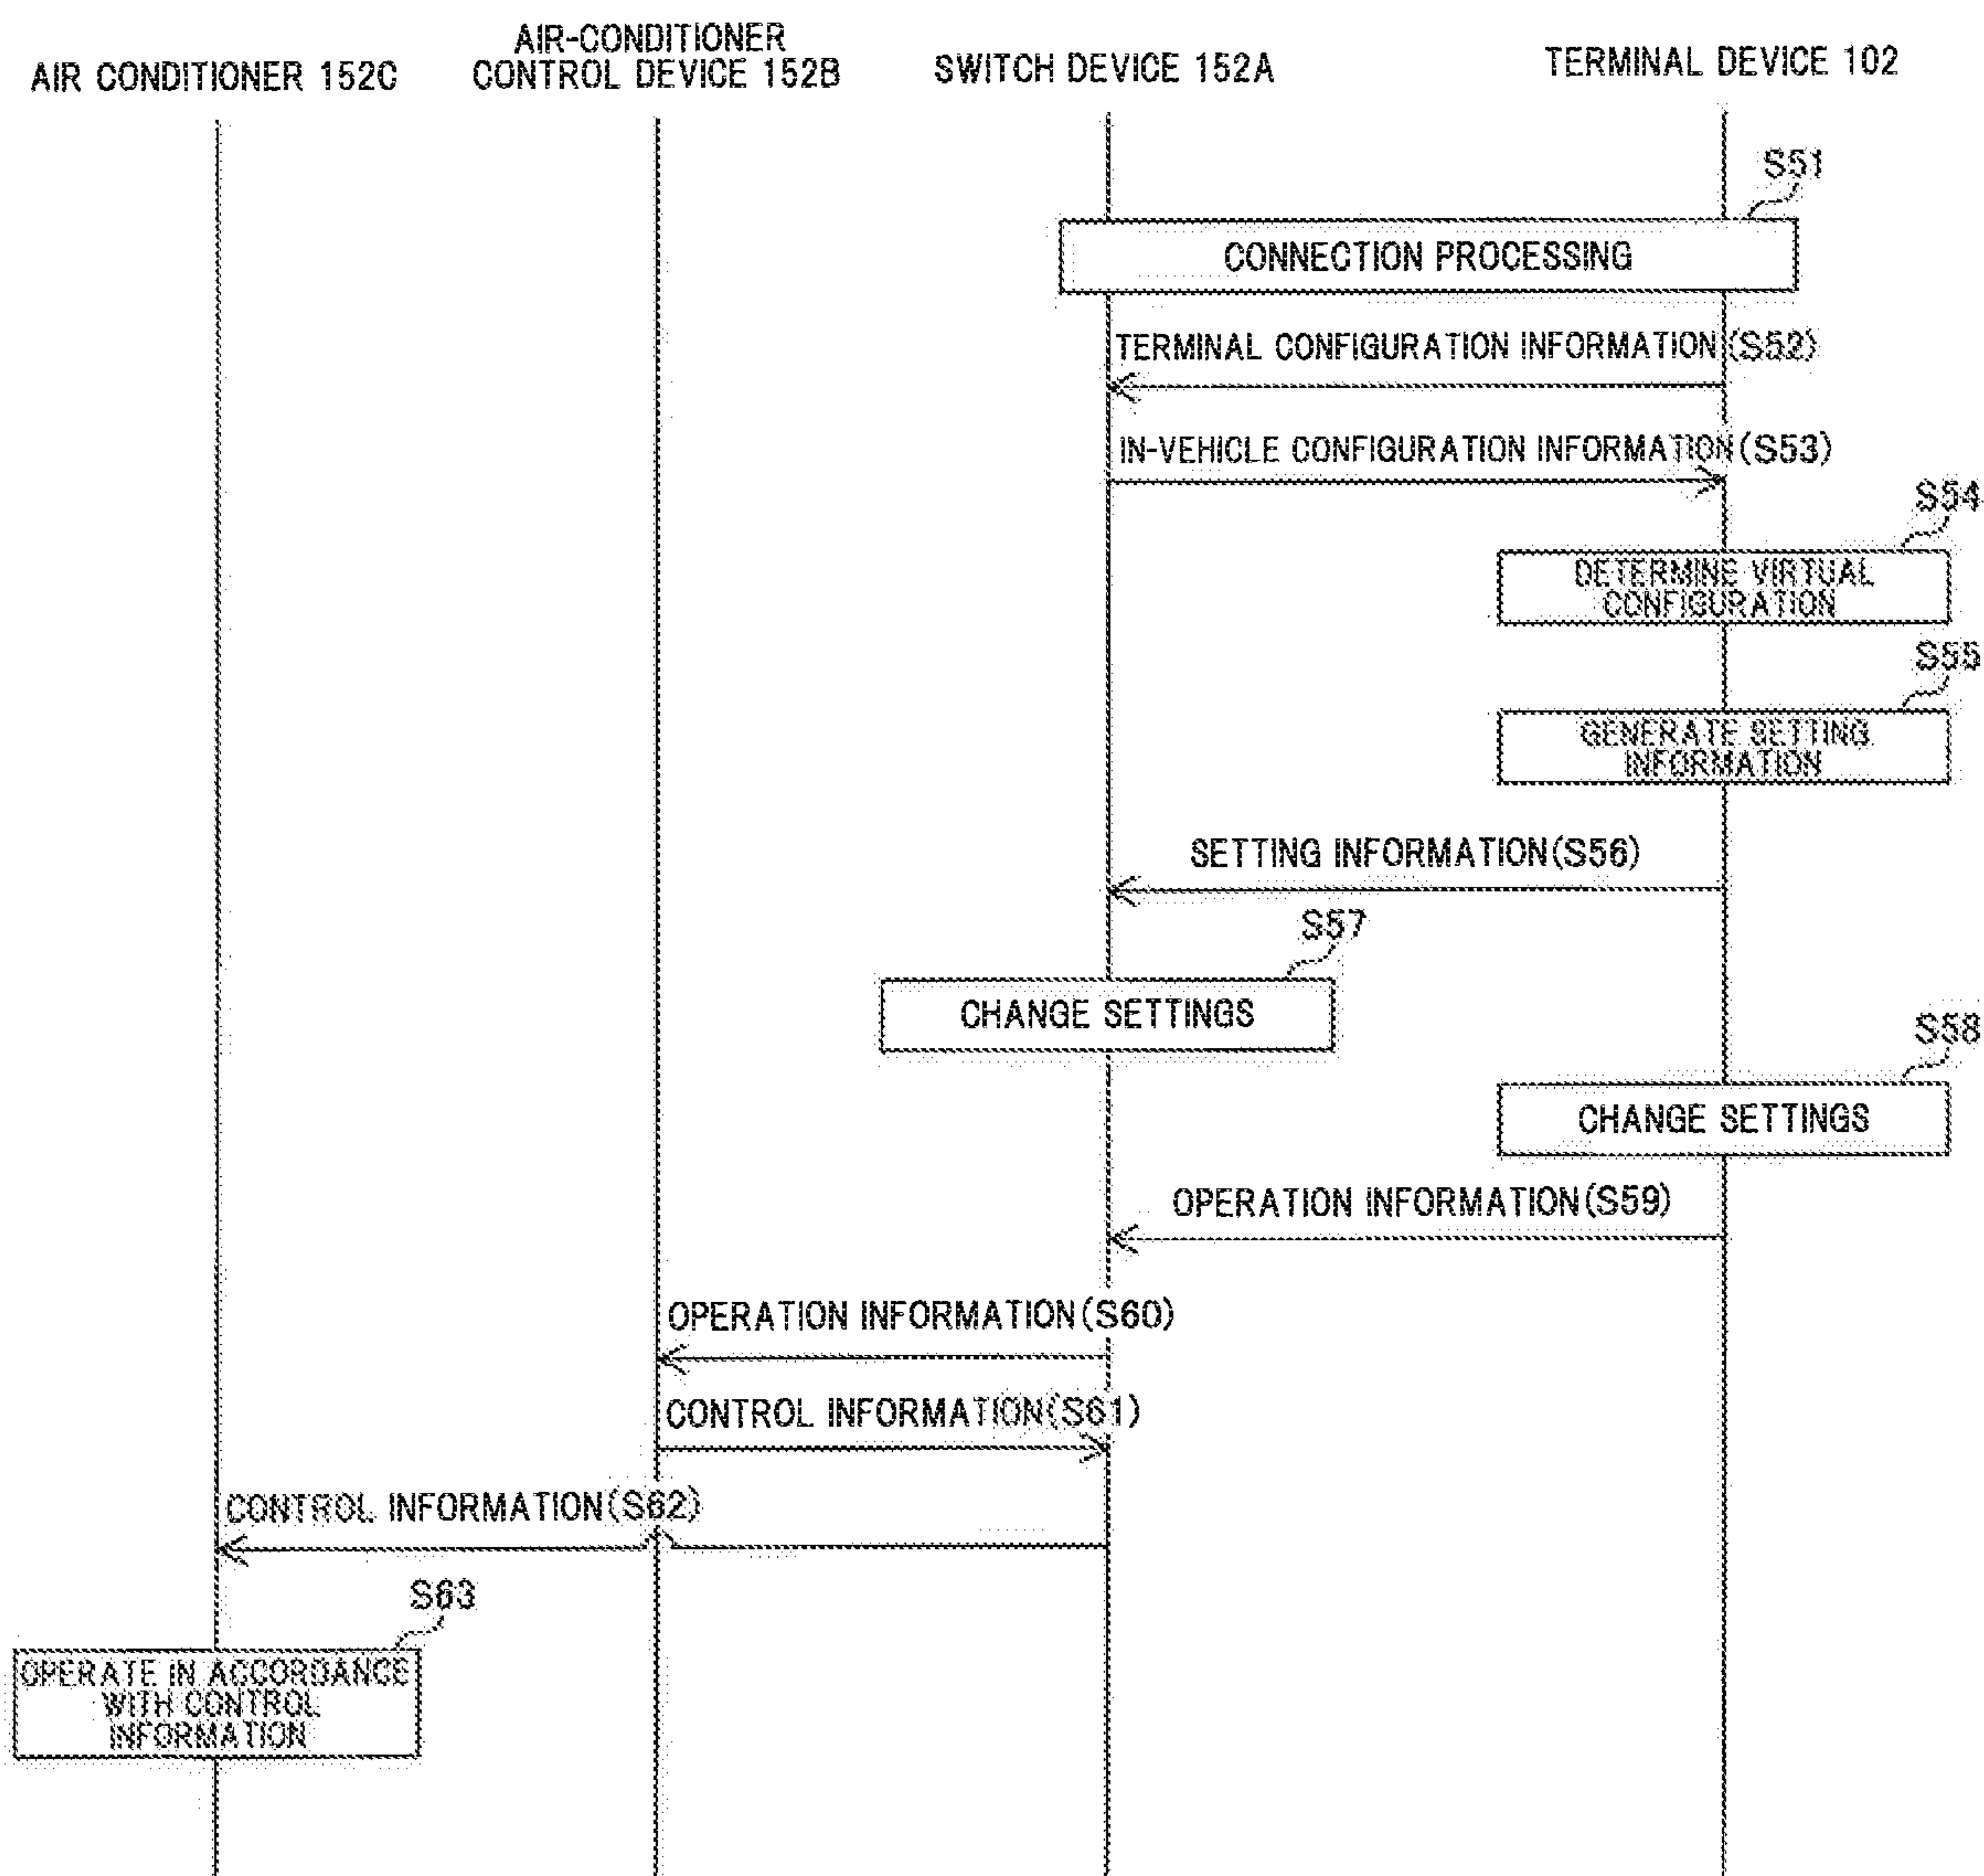 AIR CONDITIONER 152C
AIR-CONDITIONER
CONTROL DEVICE 152B
SWITCH DEVICE 152A
TERMINAL DEVICE 102
S51
CONNECTION PROCESSING
TERMINAL CONFIGURATION INFORMATION (S52)
IN-VEHICLE CONFIGURATION INFORMATION (S53)
S54
DETERMINE VIRTUAL
CONFIGURATION
S55
GENERATE SETTING
INFORMATION
SETTING INFORMATION (S56)
S57
CHANGE SETTINGS
S58
CHANGE SETTINGS
OPERATION INFORMATION (S59)
OPERATION INFORMATION (S60)
CONTROL INFORMATION (S61)
CONTROL INFORMATION (S62)
S63
OPERATE IN ACCORDANCE
WITH CONTROL
INFORMATION